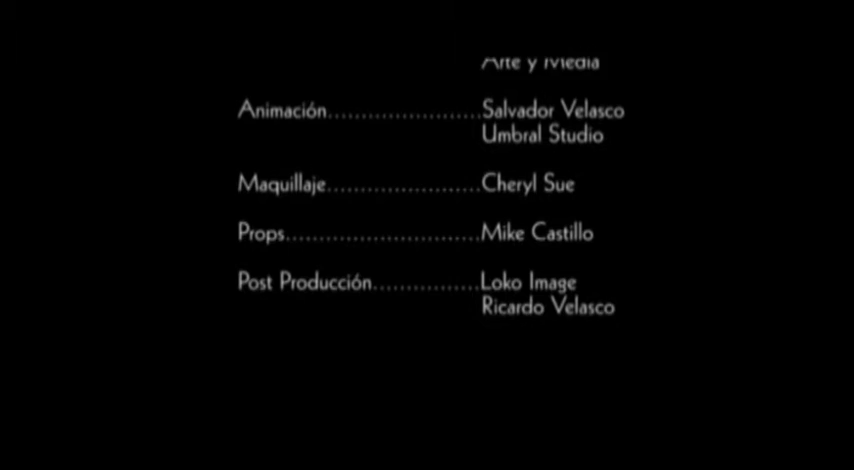 Arte y Media
Animación.......................Salvador Velasco
Umbral Studio
Maquillaje.......................Cheryl Sue
Props.............................Mike Castillo
Post Producción................Loko Image
Ricardo Velasco